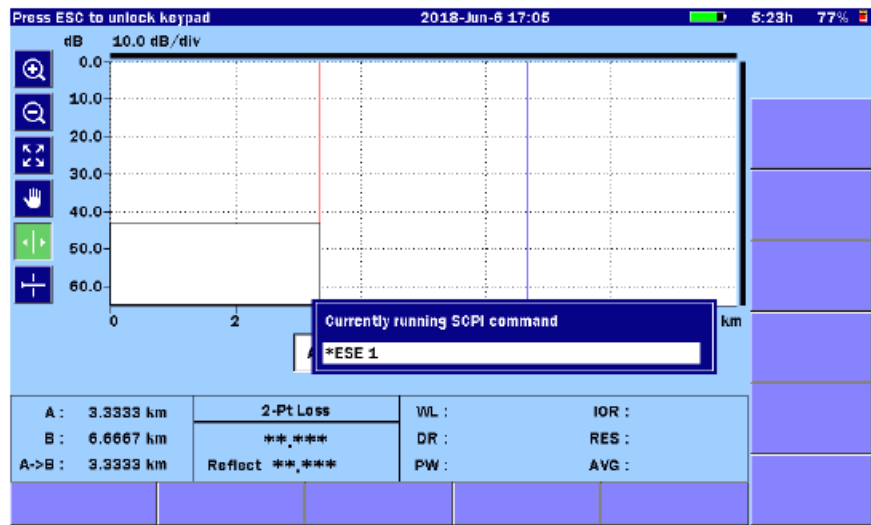 Press ESC to unlock keypad 2018-Jun-6 17:05 5:23h 77%
dB 10.0 dB/div
0.0
10.0
20.0
30.0
40.0
50.0
60.0
0 2 km
Currently running SCPI command
A
*ESE 1
A : 3.3333 km 2-Pt Loss WL : IOR :
B : 6.6667 km **.*** DR : RES :
A->B : 3.3333 km Reflect **.*** PW : AVG :